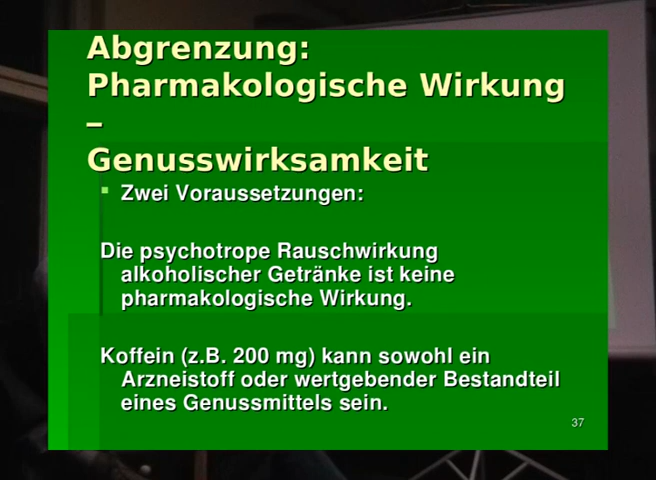 Abgrenzung:
Pharmakologische Wirkung
–
Genusswirksamkeit
Zwei Voraussetzungen:
Die psychotrope Rauschwirkung
alkoholischer Getränke ist keine
pharmakologische Wirkung.
Koffein (z.B. 200 mg) kann sowohl ein
Arzneistoff oder wertgebender Bestandteil
eines Genussmittels sein.
37